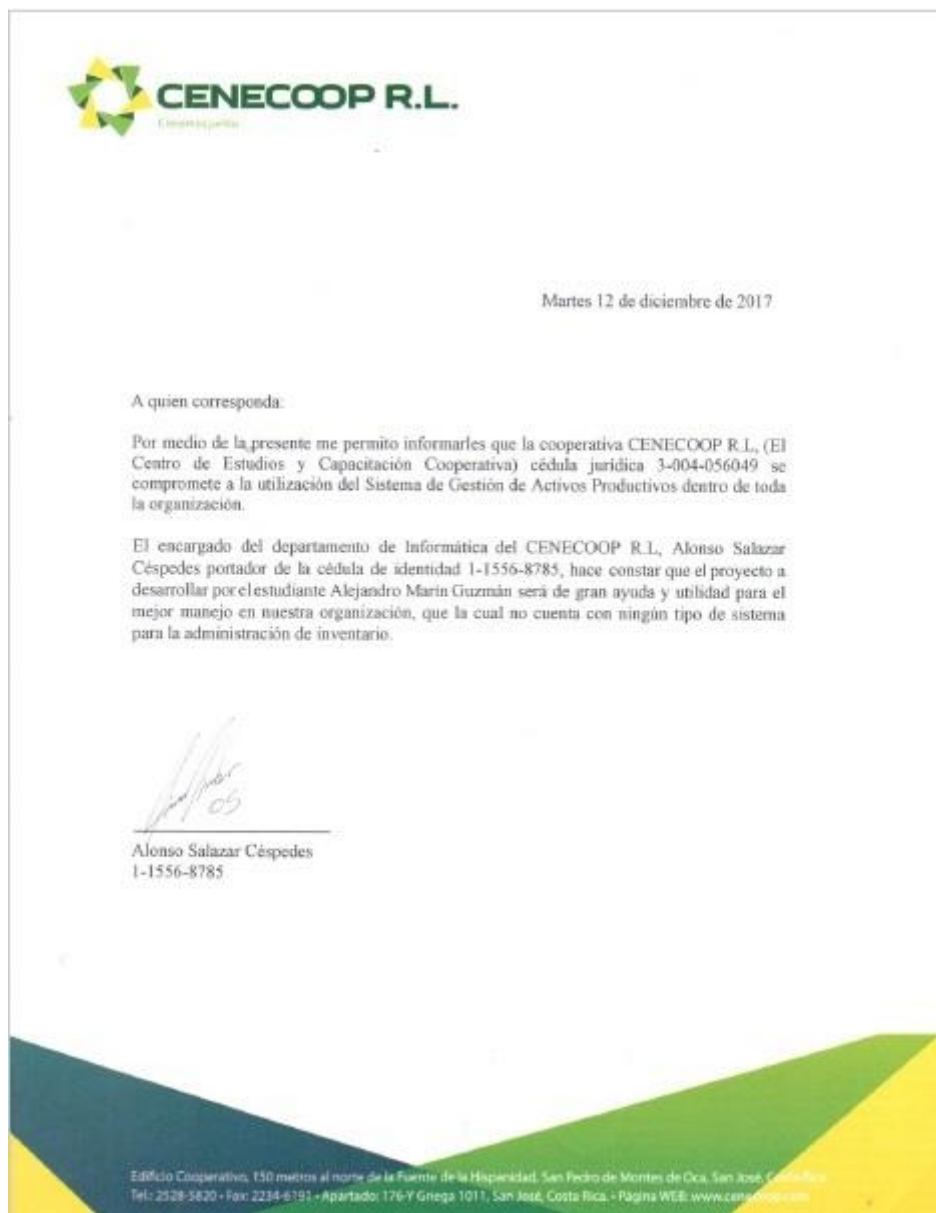 CENECOOP R.L.
Martes 12 de diciembre de 2017
A quien corresponda:
Por medio de la presente me permito informarles que la cooperativa CENECOOP R.L, (El
Centro de Estudios y Capacitación Cooperativa) cédula jurídica 3-004-056049 se
compromete a la utilización del Sistema de Gestión de Activos Productivos dentro de toda
la organización.
El encargado del departamento de Informática del CENECOOP R.L, Alonso Salazar
Céspedes portador de la cédula de identidad 1-1556-8785, hace constar que el proyecto a
desarrollar por el estudiante Alejandro Marín Guzmán será de gran ayuda y utilidad para el
mejor manejo en nuestra organización, que la cual no cuenta con ningún tipo de sistema
para la administración de inventario.
Alonso Salazar Céspedes
1-1556-8785
Edificio Cooperativo, 150 metros al norte de la Fuente de la Hispanidad, San Pedro de Montes de Oca, San José, Costa Rica
Tel.: 2528-5820 • Fax: 2234-6191 • Apartado: 176-Y Griega 1011, San José, Costa Rica. • Página WEB: www.cenecoop.com